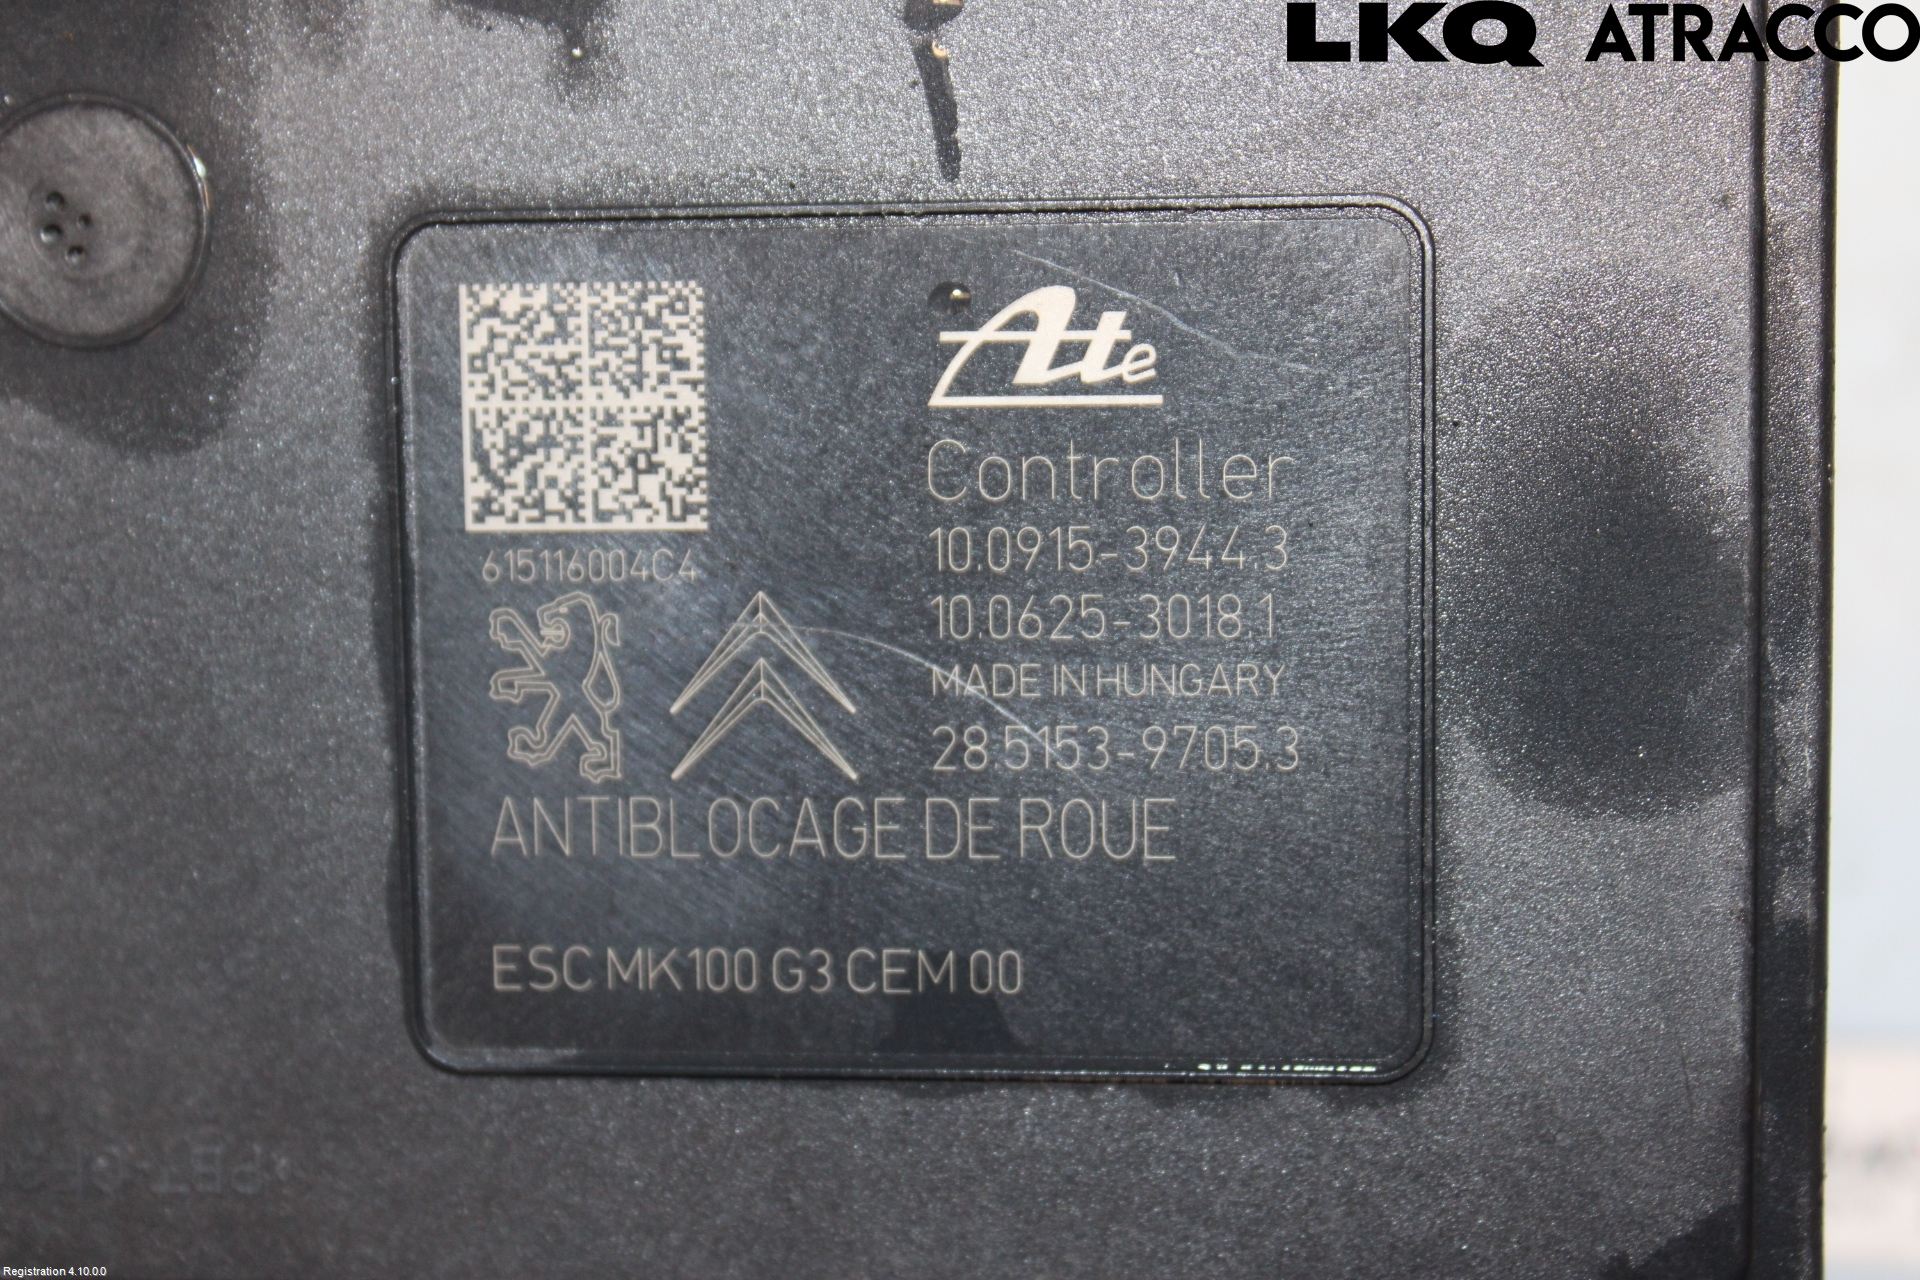 LKQ ATRACCO
Ate
Controller
10.0915-3944.3
10.0625-3018.1
MADE IN HUNGARY
28.5153-9705.3
615116004C4
ANTIBLOCAGE DE ROUE
ESC MK100 G3 CEM 00
Registration 4.10.0.0